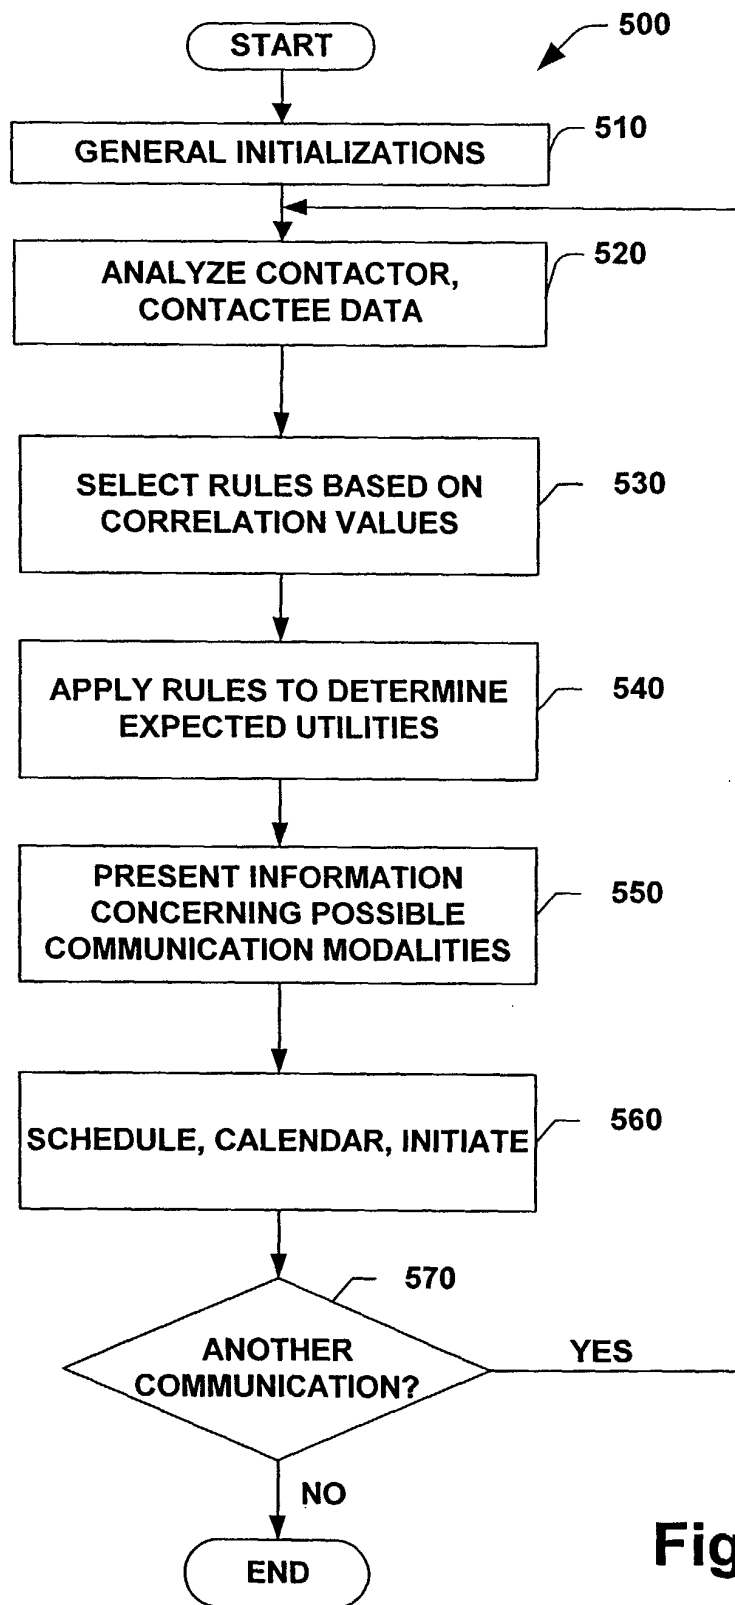 START
500
GENERAL INITIALIZATIONS
510
ANALYZE CONTACTOR,
CONTACTEE DATA
520
SELECT RULES BASED ON
CORRELATION VALUES
530
APPLY RULES TO DETERMINE
EXPECTED UTILITIES
540
PRESENT INFORMATION
CONCERNING POSSIBLE
COMMUNICATION MODALITIES
550
SCHEDULE, CALENDAR, INITIATE
560
570
ANOTHER
COMMUNICATION?
YES
NO
END
Fig